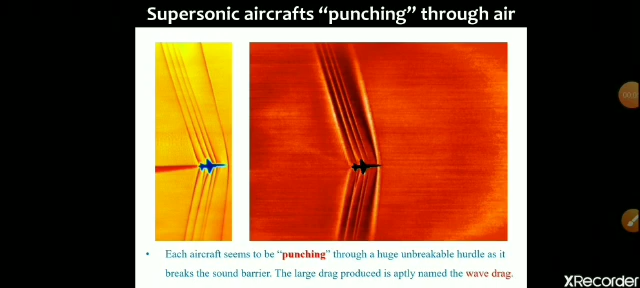 Supersonic aircrafts “punching” through air
• Each aircraft seems to be “punching” through a huge unbreakable hurdle as it
breaks the sound barrier. The large drag produced is aptly named the wave drag.
XRecorder